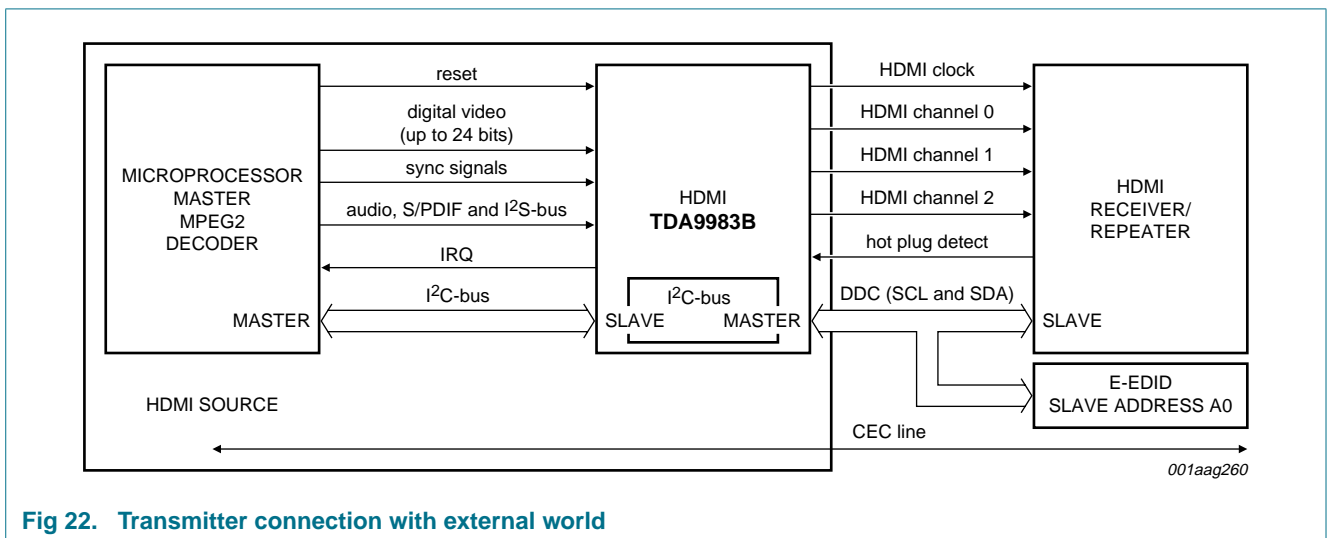 reset
digital video
(up to 24 bits)
sync signals
audio, S/PDIF and I2S-bus
IRQ
I2C-bus
MICROPROCESSOR
MASTER
MPEG2
DECODER
MASTER
HDMI
TDA9983B
I2C-bus
SLAVE MASTER
HDMI clock
HDMI channel 0
HDMI channel 1
HDMI channel 2
hot plug detect
DDC (SCL and SDA)
HDMI
RECEIVER/
REPEATER
SLAVE
E-EDID
SLAVE ADDRESS A0
HDMI SOURCE
CEC line
001aag260
Fig 22. Transmitter connection with external world